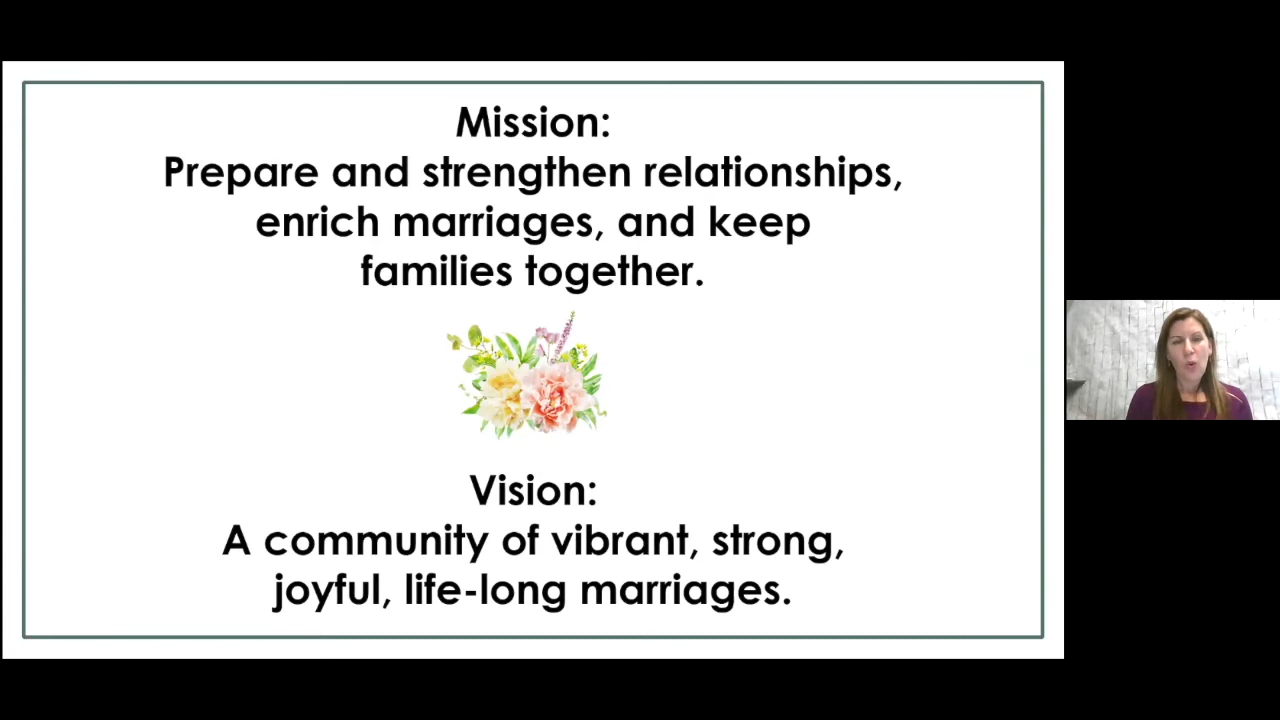 Mission:
Prepare and strengthen relationships,
enrich marriages, and keep
families together.
Vision:
A community of vibrant, strong,
joyful, life-long marriages.